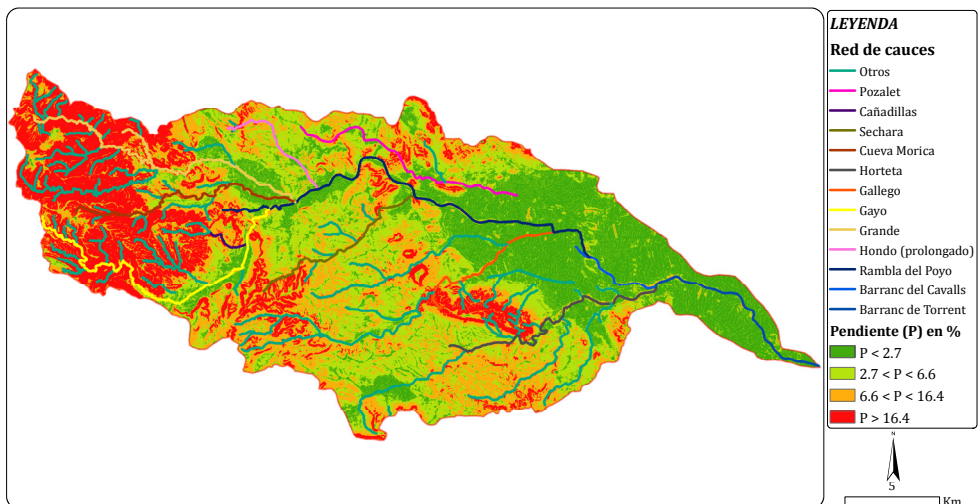 LEYENDA
Red de cauces
Otros
Pozalet
Cañadillas
Sechara
Cueva Morica
Horteta
Gallego
Gayo
Grande
Hondo (prolongado)
Rambla del Poyo
Barranc del Cavalls
Barranc de Torrent
Pendiente (P) en %
P < 2.7
2.7 < P < 6.6
6.6 < P < 16.4
P > 16.4
N
5
Km